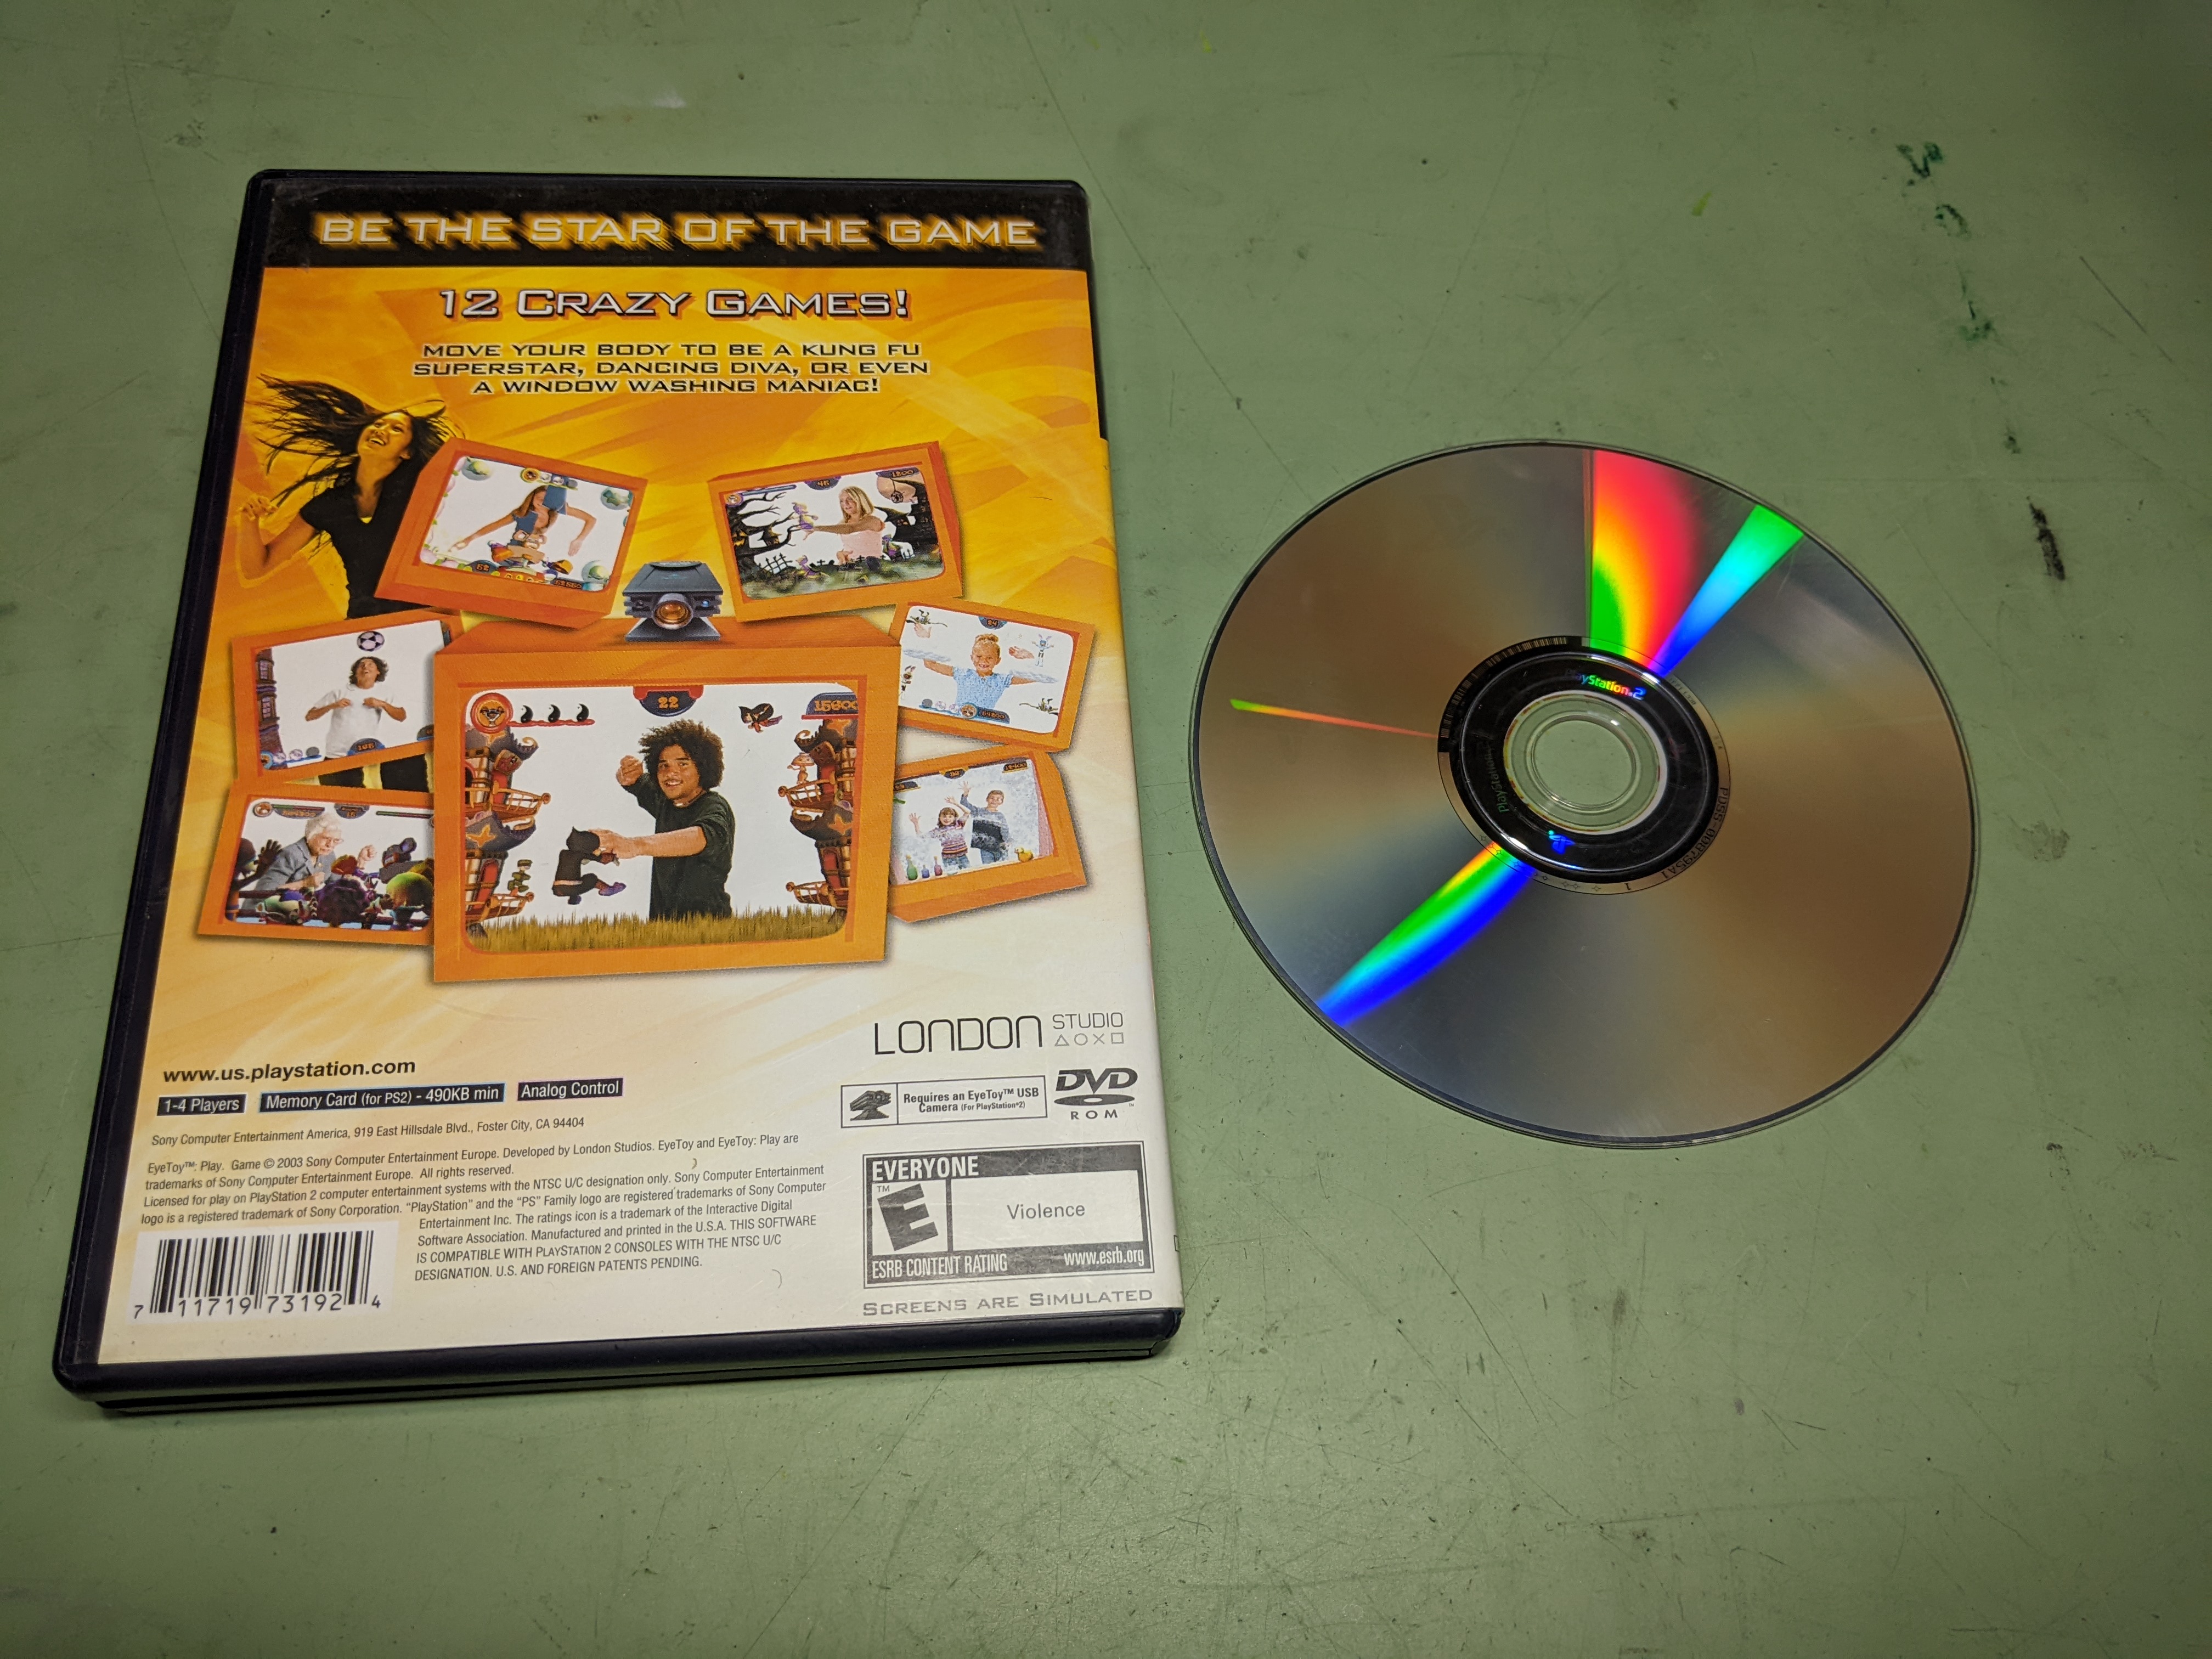 BE THE STAR OF THE GAME
12 CRAZY GAMES!
MOVE YOUR BODY TO BE A KUNG FU
SUPERSTAR, DANCING DIVA, OR EVEN
A WINDOW WASHING MANIAC!
46
22
15600
LONDON STUDIO
www.us.playstation.com
1-4 Players Memory Card (for PS2) - 490KB min Analog Control
Requires an EyeToy™ USB
Camera (For PlayStation®2)
DVD
ROM
Sony Computer Entertainment America, 919 East Hillsdale Blvd., Foster City, CA 94404
EyeToy™: Play. Game © 2003 Sony Computer Entertainment Europe. Developed by London Studios. EyeToy and EyeToy: Play are
trademarks of Sony Computer Entertainment Europe. All rights reserved.
Licensed for play on PlayStation 2 computer entertainment systems with the NTSC U/C designation only. Sony Computer Entertainment
logo is a registered trademark of Sony Corporation. "PlayStation" and the "PS" Family logo are registered trademarks of Sony Computer
Entertainment Inc. The ratings icon is a trademark of the Interactive Digital
Software Association. Manufactured and printed in the U.S.A. THIS SOFTWARE
IS COMPATIBLE WITH PLAYSTATION 2 CONSOLES WITH THE NTSC U/C
DESIGNATION. U.S. AND FOREIGN PATENTS PENDING.
7 11719 73192 4
EVERYONE
E
™
Violence
ESRB CONTENT RATING www.esrb.org
SCREENS ARE SIMULATED
PlayStation.2
PlayStation